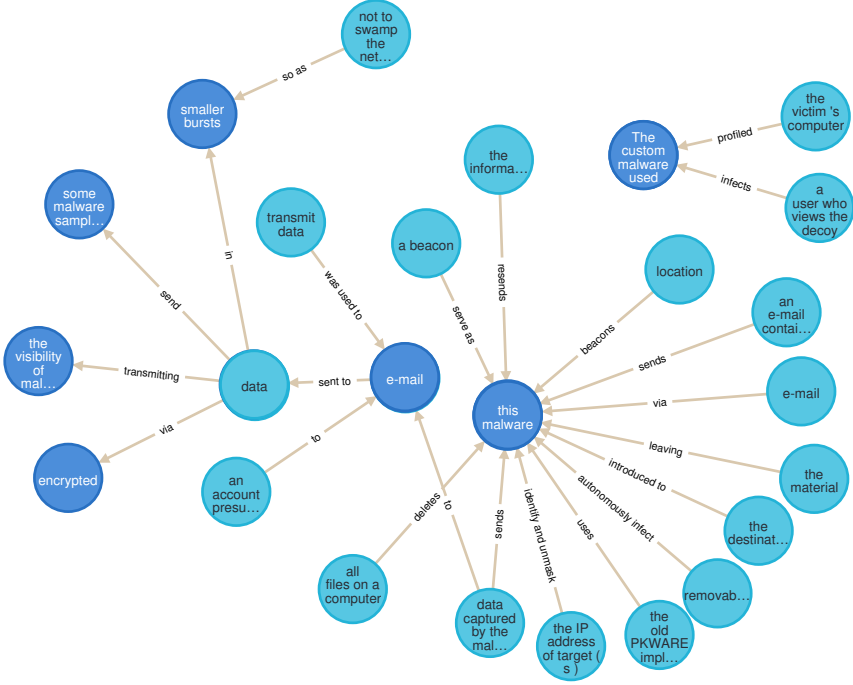 not to
swamp
the
net…
so as
smaller
bursts
the
victim 's
computer
profiled
The
custom
malware
used
infects
a
user who
views the
decoy
the
informa…
some
malware
sampl…
transmit
data
a beacon
in
resends
location
send
was used to
serve as
beacons
an
e-mail
contai…
the
visibility
of
mal…
transmitting
data
sent to
e-mail
sends
this
malware
via
e-mail
via
to
leaving
encrypted
an
account
presu…
deletes
to
sends
identify and unmask
uses
autonomously infect
introduced to
the
material
the
destinat…
all
files on a
computer
data
captured
by the
mal…
the IP
address
of target (
s )
the
old
PKWARE
impl…
removab…